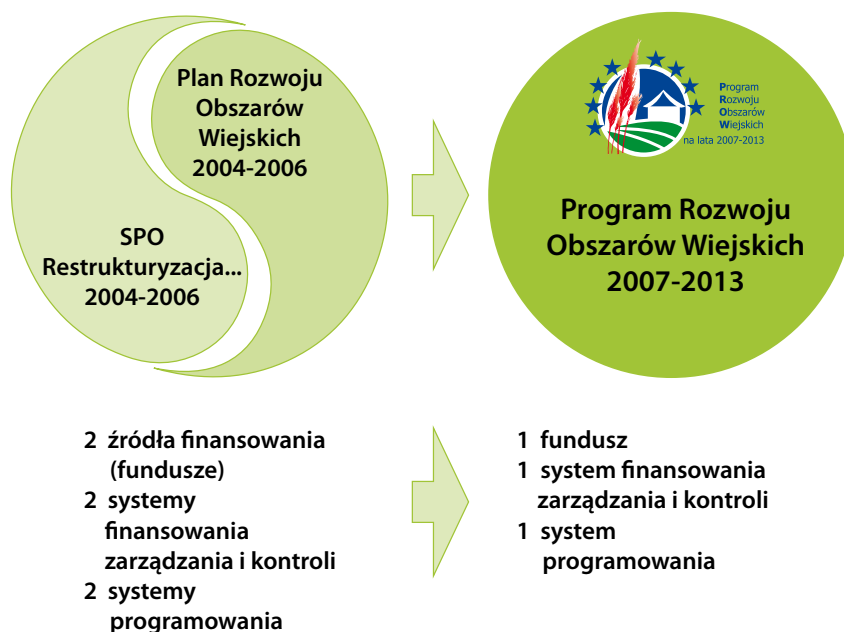 Plan Rozwoju
Obszarów
Wiejskich
2004-2006
SPO
Restrukturyzacja...
2004-2006
Program
Rozwoju
Obszarów
Wiejskich
na lata 2007-2013
Program Rozwoju
Obszarów Wiejskich
2007-2013
2 źródła finansowania
(fundusze)
2 systemy
finansowania
zarządzania i kontroli
2 systemy
programowania
1 fundusz
1 system finansowania
zarządzania i kontroli
1 system
programowania